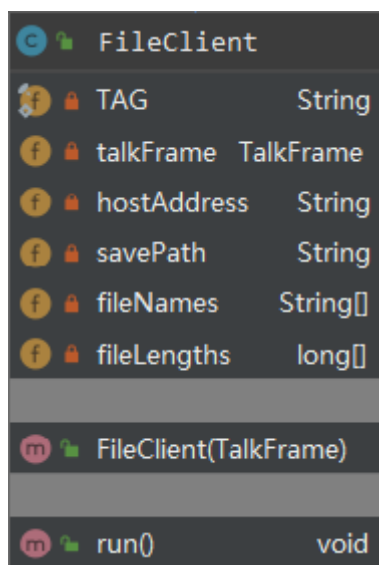 FileClient
TAG String
talkFrame TalkFrame
hostAddress String
savePath String
fileNames String[]
fileLengths long[]
FileClient(TalkFrame)
run() void